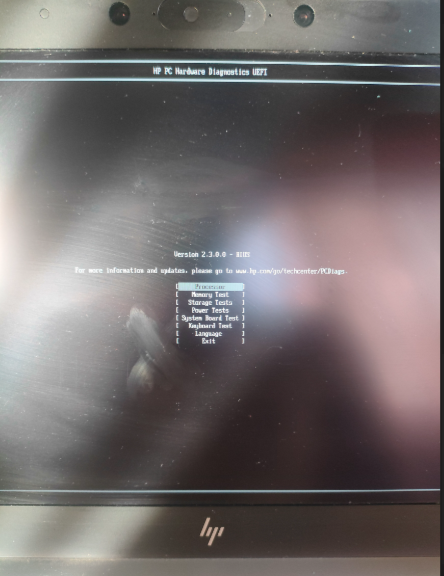 HP PC Hardware Diagnostics UEFI
Version 2.3.0.0 - BIOS
For more information and updates, please go to www.hp.com/go/techcenter/PCDiags.
[ Processor ]
[ Memory Test ]
[ Storage Tests ]
[ Power Tests ]
[ System Board Test ]
[ Keyboard Test ]
[ Language ]
[ Exit ]
hp